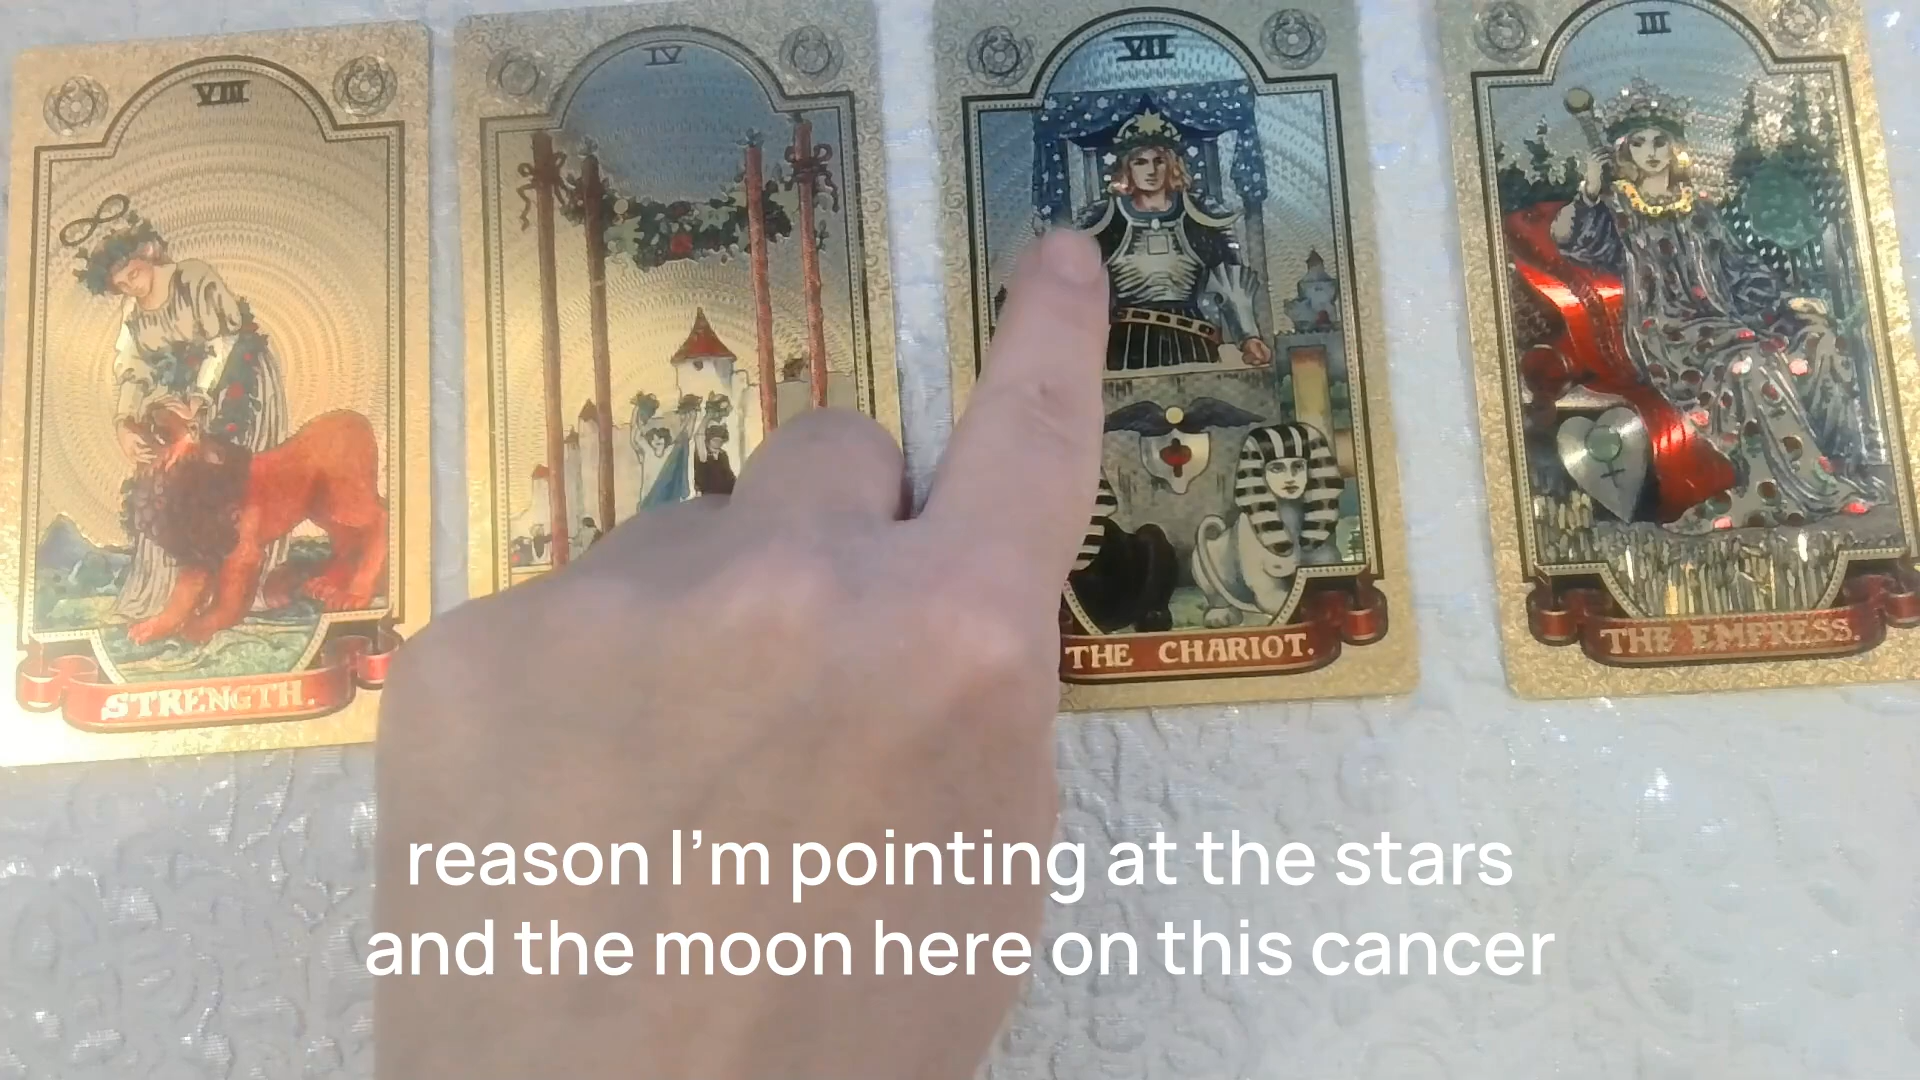 VIII
IV
VII
III
STRENGTH.
THE CHARIOT.
THE EMPRESS.
reason I'm pointing at the stars
and the moon here on this cancer